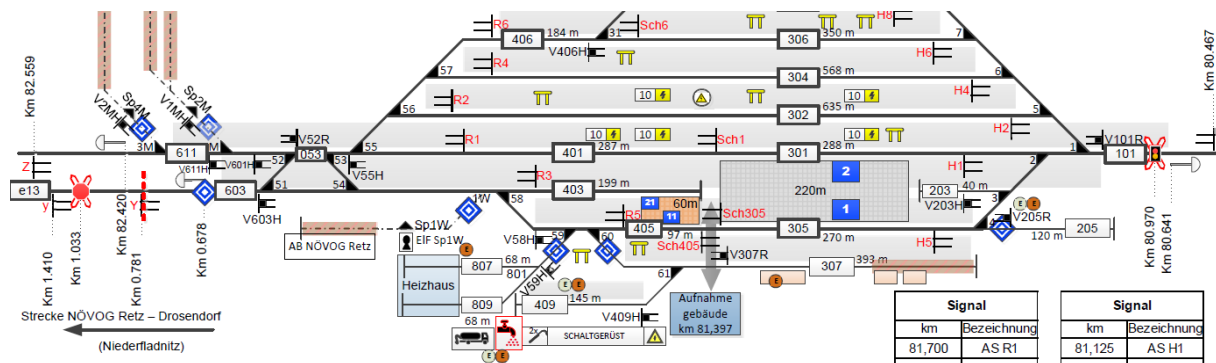 R6
184 m
Sch6
H8
406
31
306
350 m
7
V406H
H6
57
R4
304
568 m
6
Km 82.559
V2MH
Sp4M
V1MH
Sp2M
10
10
H4
R2
635 m
56
302
5
Km 80.467
R1
10
10
Sch1
10
H2
V52R
V101R
3M
611
M
55
1
Z
V611H
V601H
52
053
53
401
287 m
301
288 m
101
V55H
R3
H1
2
e13
603
51
54
403
199 m
2
203
40 m
y
Y
220m
V603H
58
1W
21
60m
V203H
3
Km 82.420
R5
11
1
4
E E
Sp1W
Sch305
V205R
AB NÖVOG Retz
Elf Sp1W
V58H
59
60
405
97 m
305
120 m
205
Km 1.410
Km 1.033
Km 0.781
Km 0.678
E
Sch405
270 m
H5
Km 80.970
Km 80.641
807
68 m
V307R
801
61
307
393 m
Heizhaus
V59H
E E
E
809
409
145 m
Aufnahme
gebäude
km 81,397
Signal
Signal
V409H
km
Bezeichnung
km
Bezeichnung
Strecke NÖVOG Retz – Drosendorf
68 m
2x
SCHALTGERÜST
81,700
AS R1
81,125
AS H1
(Niederfladnitz)
E E